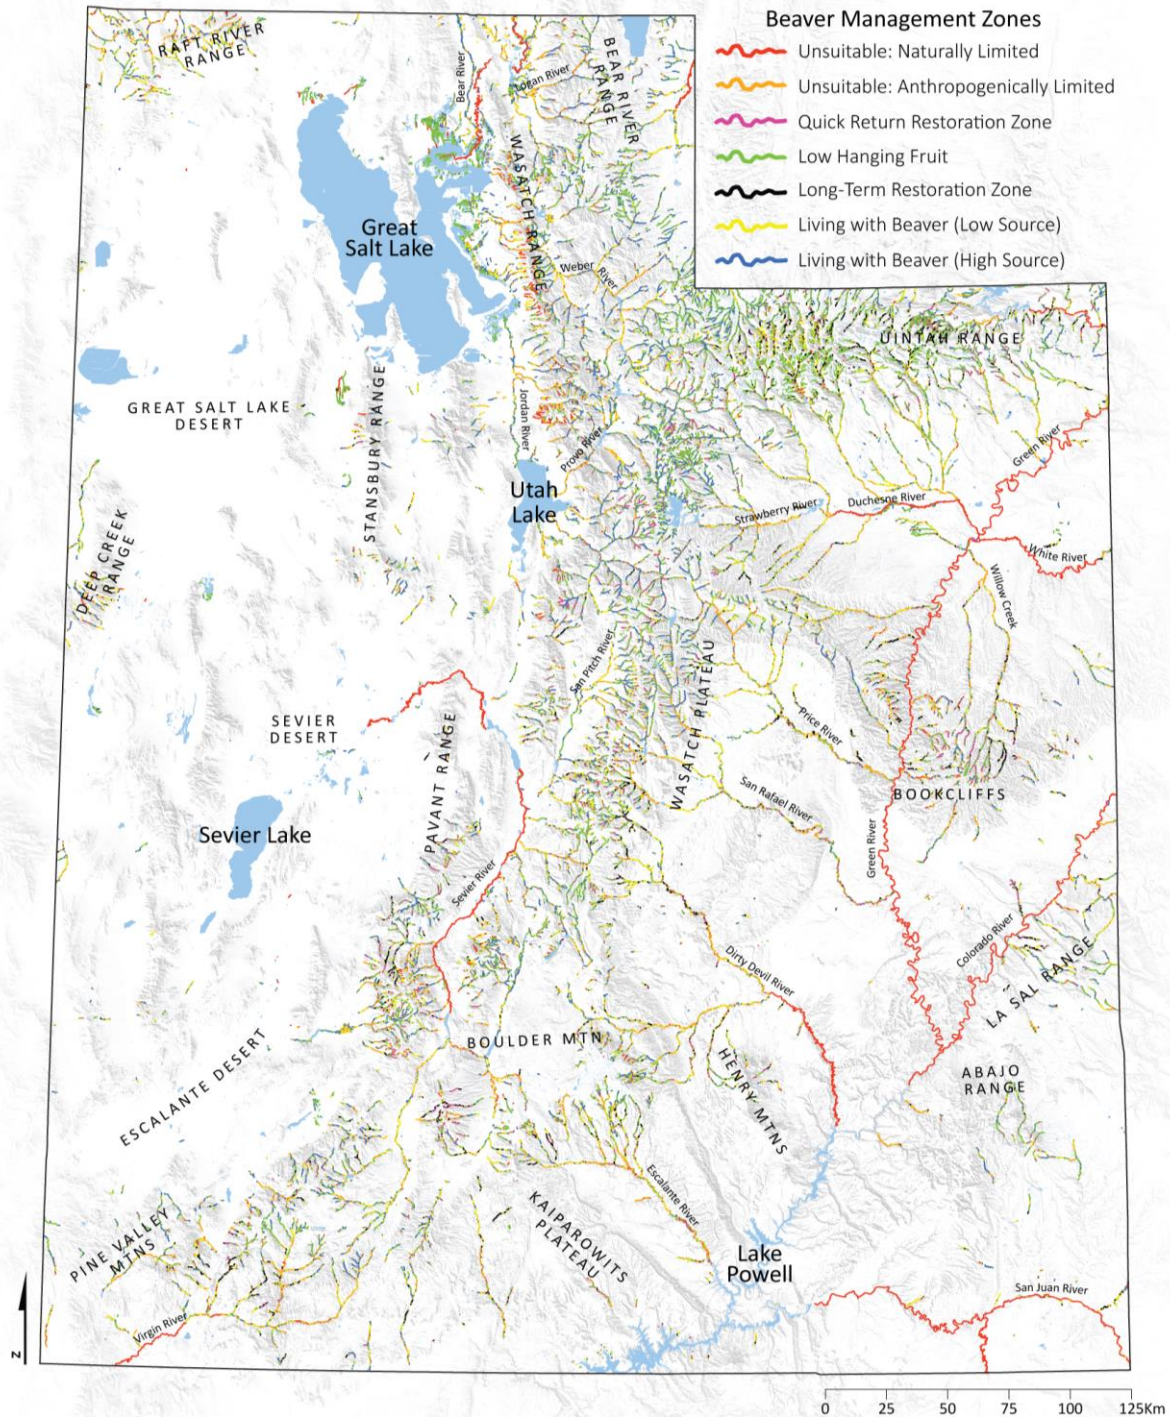 Beaver Management Zones
Unsuitable: Naturally Limited
Unsuitable: Anthropogenically Limited
Quick Return Restoration Zone
Low Hanging Fruit
Long-Term Restoration Zone
Living with Beaver (Low Source)
Living with Beaver (High Source)
RAFT RIVER
RANGE
Bear River
Logan River
BEAR RIVER
RANGE
WASATCH RANGE
Great
Salt Lake
Weber River
UINTAH RANGE
GREAT SALT LAKE
DESERT
STANSBURY RANGE
Jordan River
Provo River
Green River
Utah
Lake
Strawberry River
Duchesne River
White River
DEEP CREEK
RANGE
Willow Creek
San Pitch River
WASATCH PLATEAU
SEVIER
DESERT
PAVANT RANGE
Price River
San Rafael River
BOOKCLIFFS
Sevier Lake
Green River
Sevier River
Colorado River
LA SAL RANGE
Dirty Devil River
BOULDER MTN
HENRY MTNS
ABAJO
RANGE
ESCALANTE DESERT
Escalante River
KAIPAROWITS
PLATEAU
PINE VALLEY
MTNS
Lake
Powell
San Juan River
Virgin River
N
0 25 50 75 100 125Km